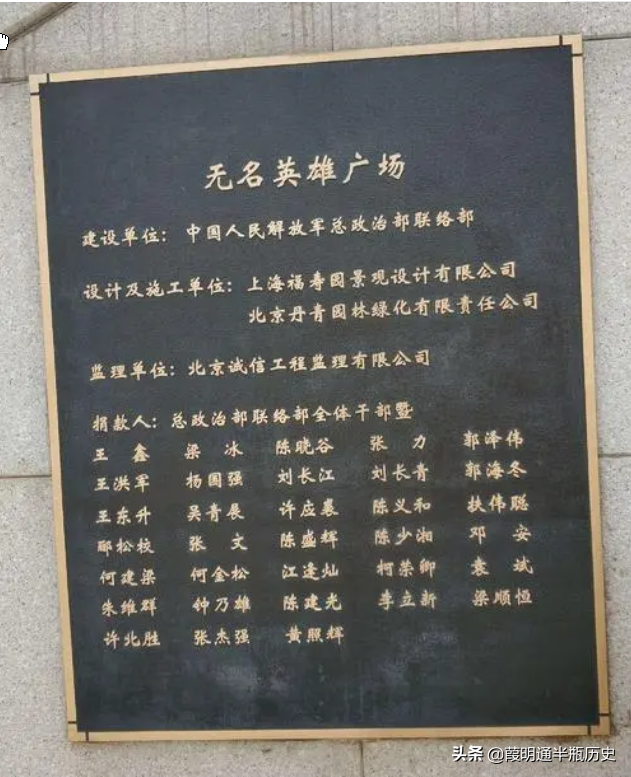 无名英雄广场
建设单位：中国人民解放军总政治部联络部
设计及施工单位：上海福寿园景观设计有限公司
北京丹青园林绿化有限责任公司
监理单位：北京诚信工程监理有限公司
捐款人：总政治部联络部全体干部暨
王鑫 梁冰 陈晓谷 张力 郭泽伟
王洪军 杨国强 刘长江 刘长青 郭海冬
王东升 吴青展 许应裹 陈义和 扶伟聪
邴松校 张文 陈盛辉 陈少湘 邓安
何建梁 何金松 江逢灿 柯荣卿 袁斌
朱维群 钟乃雄 陈建光 李立新 梁顺恒
许北胜 张杰强 黄照辉
头条 @葭明通半瓶历史